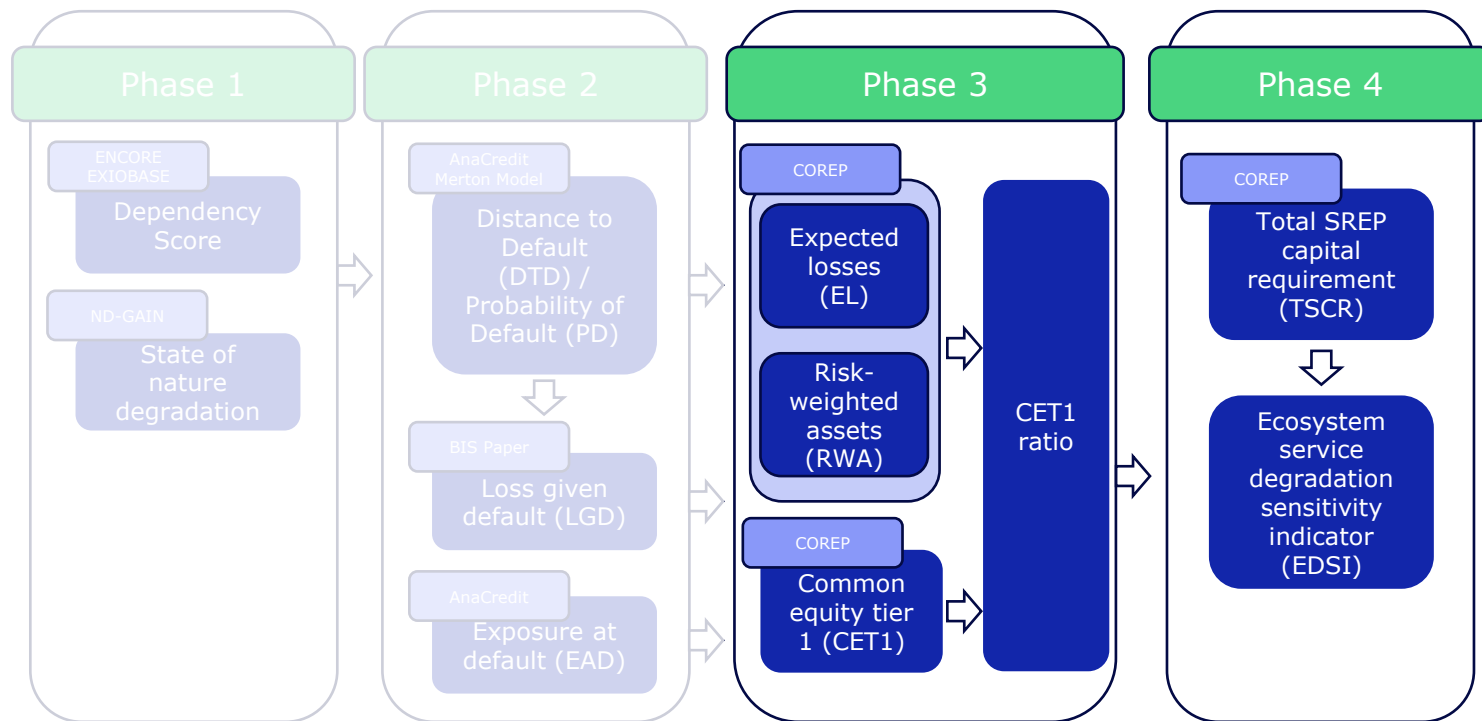 Phase 1
ENCORE
EXIOBASE
Dependency
Score
ND-GAIN
State of
nature
degradation
Phase 2
AnaCredit
Merton Model
Distance to
Default
(DTD) /
Probability of
Default (PD)
BIS Paper
Loss given
default (LGD)
AnaCredit
Exposure at
default (EAD)
Phase 3
COREP
Expected
losses
(EL)
Risk-
weighted
assets
(RWA)
COREP
Common
equity tier
1 (CET1)
CET1
ratio
Phase 4
COREP
Total SREP
capital
requirement
(TSCR)
Ecosystem
service
degradation
sensitivity
indicator
(EDSI)